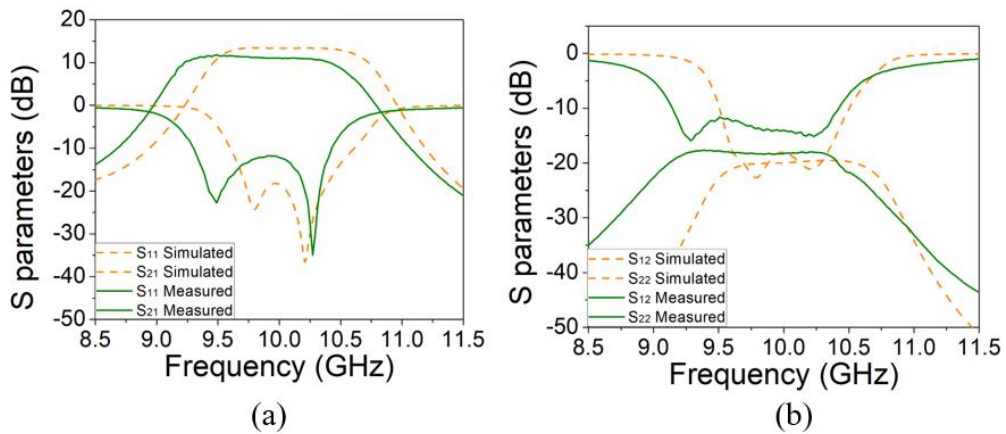 20
10
0
-10
-20
-30
-40
-50
S parameters (dB)
S11 Simulated
S21 Simulated
S11 Measured
S21 Measured
8.5 9.0 9.5 10.0 10.5 11.0 11.5
Frequency (GHz)
(a)
0
-10
-20
-30
-40
-50
S parameters (dB)
S12 Simulated
S22 Simulated
S12 Measured
S22 Measured
8.5 9.0 9.5 10.0 10.5 11.0 11.5
Frequency (GHz)
(b)